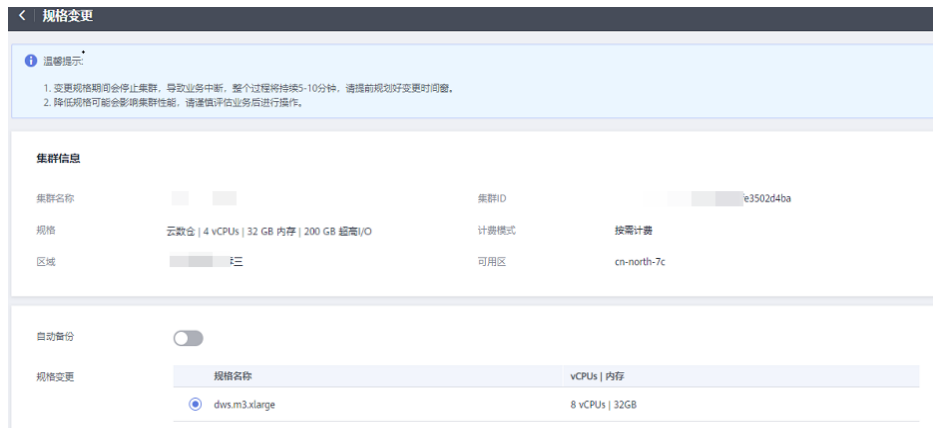 规格变更
温馨提示:
1. 变更规格期间会停止集群，导致业务中断，整个过程将持续5-10分钟，请提前规划好变更时间窗。
2. 降低规格可能会影响集群性能，请谨慎评估业务后进行操作。
集群信息
集群名称
集群ID e3502d4ba
规格 云数仓 | 4 vCPUs | 32 GB 内存 | 200 GB 超高I/O
计费模式 按需计费
区域 三
可用区 cn-north-7c
自动备份
规格变更
规格名称 vCPUs | 内存
dws.m3.xlarge 8 vCPUs | 32GB